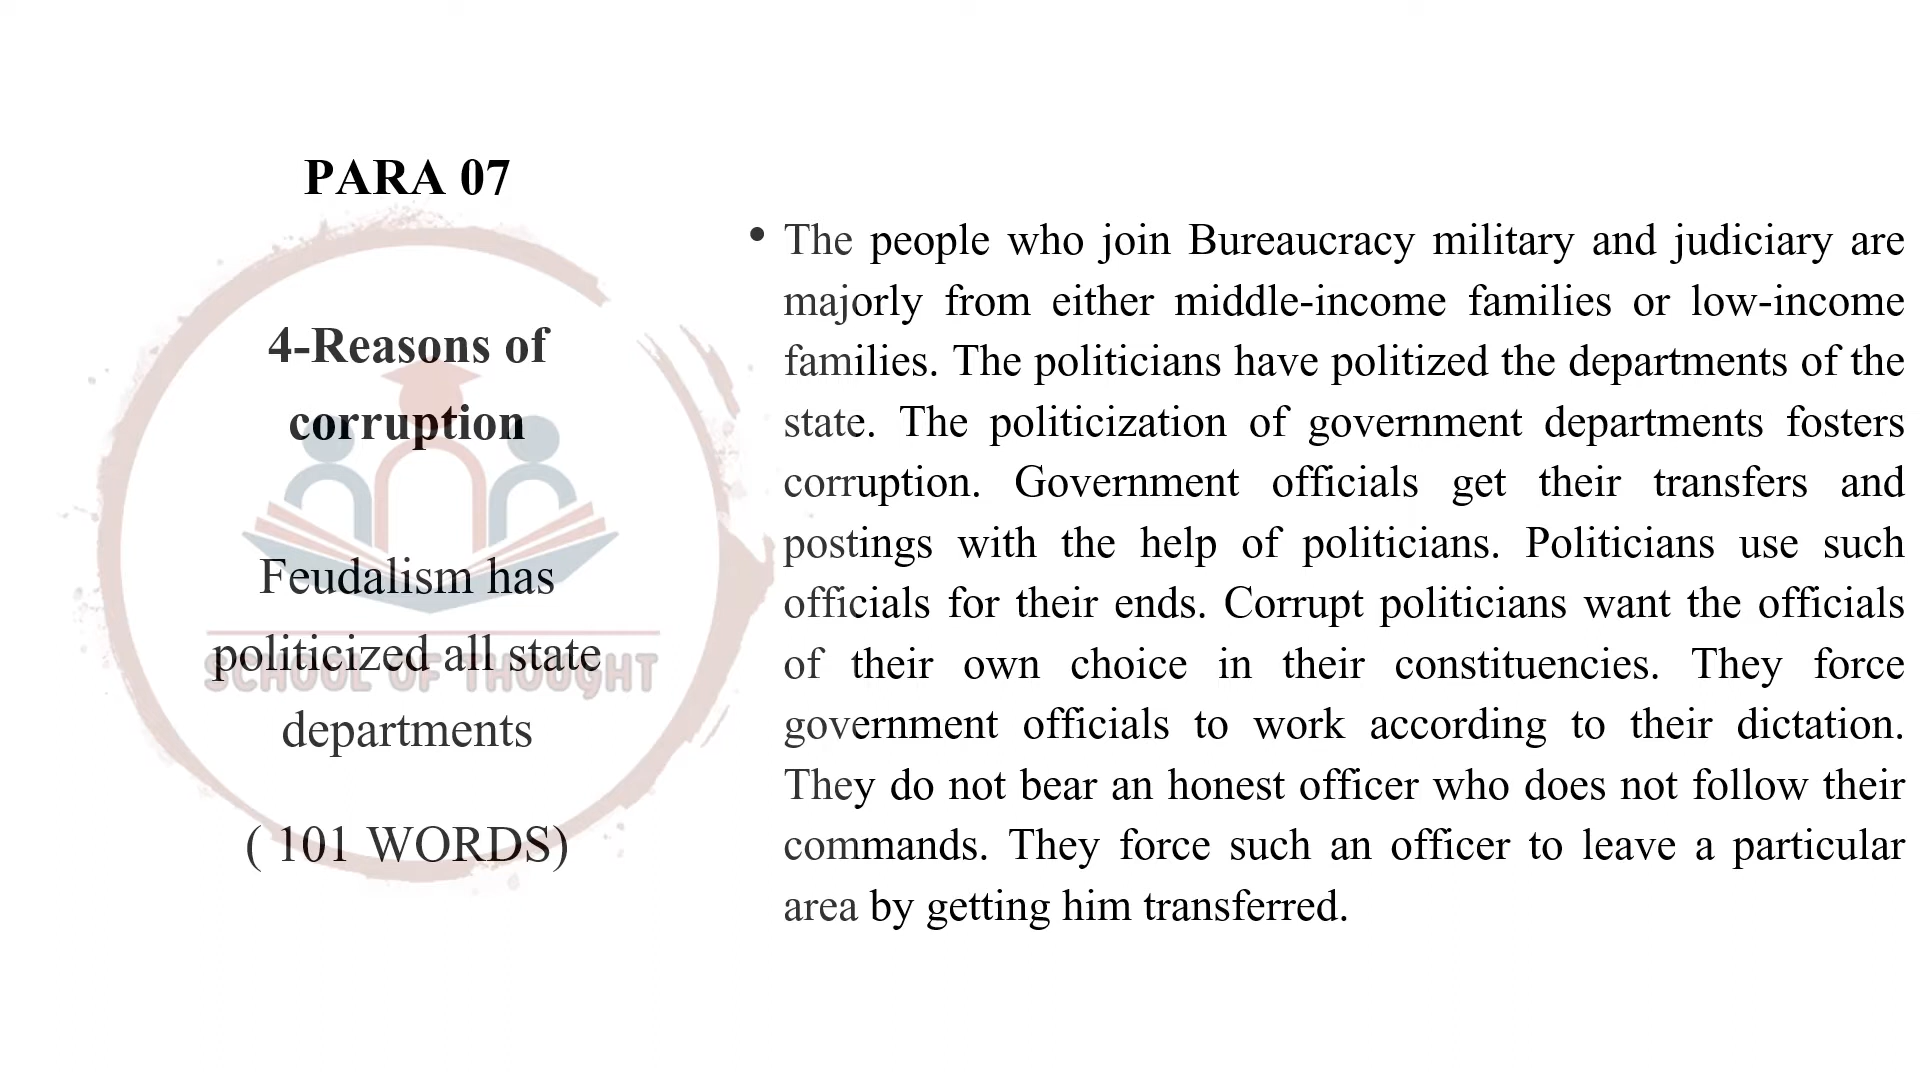 PARA 07
4-Reasons of
corruption
Feudalism has
politicized all state
departments
( 101 WORDS)
SCHOOL OF THOUGHT
• The people who join Bureaucracy military and judiciary are
majorly from either middle-income families or low-income
families. The politicians have politized the departments of the
state. The politicization of government departments fosters
corruption. Government officials get their transfers and
postings with the help of politicians. Politicians use such
officials for their ends. Corrupt politicians want the officials
of their own choice in their constituencies. They force
government officials to work according to their dictation.
They do not bear an honest officer who does not follow their
commands. They force such an officer to leave a particular
area by getting him transferred.